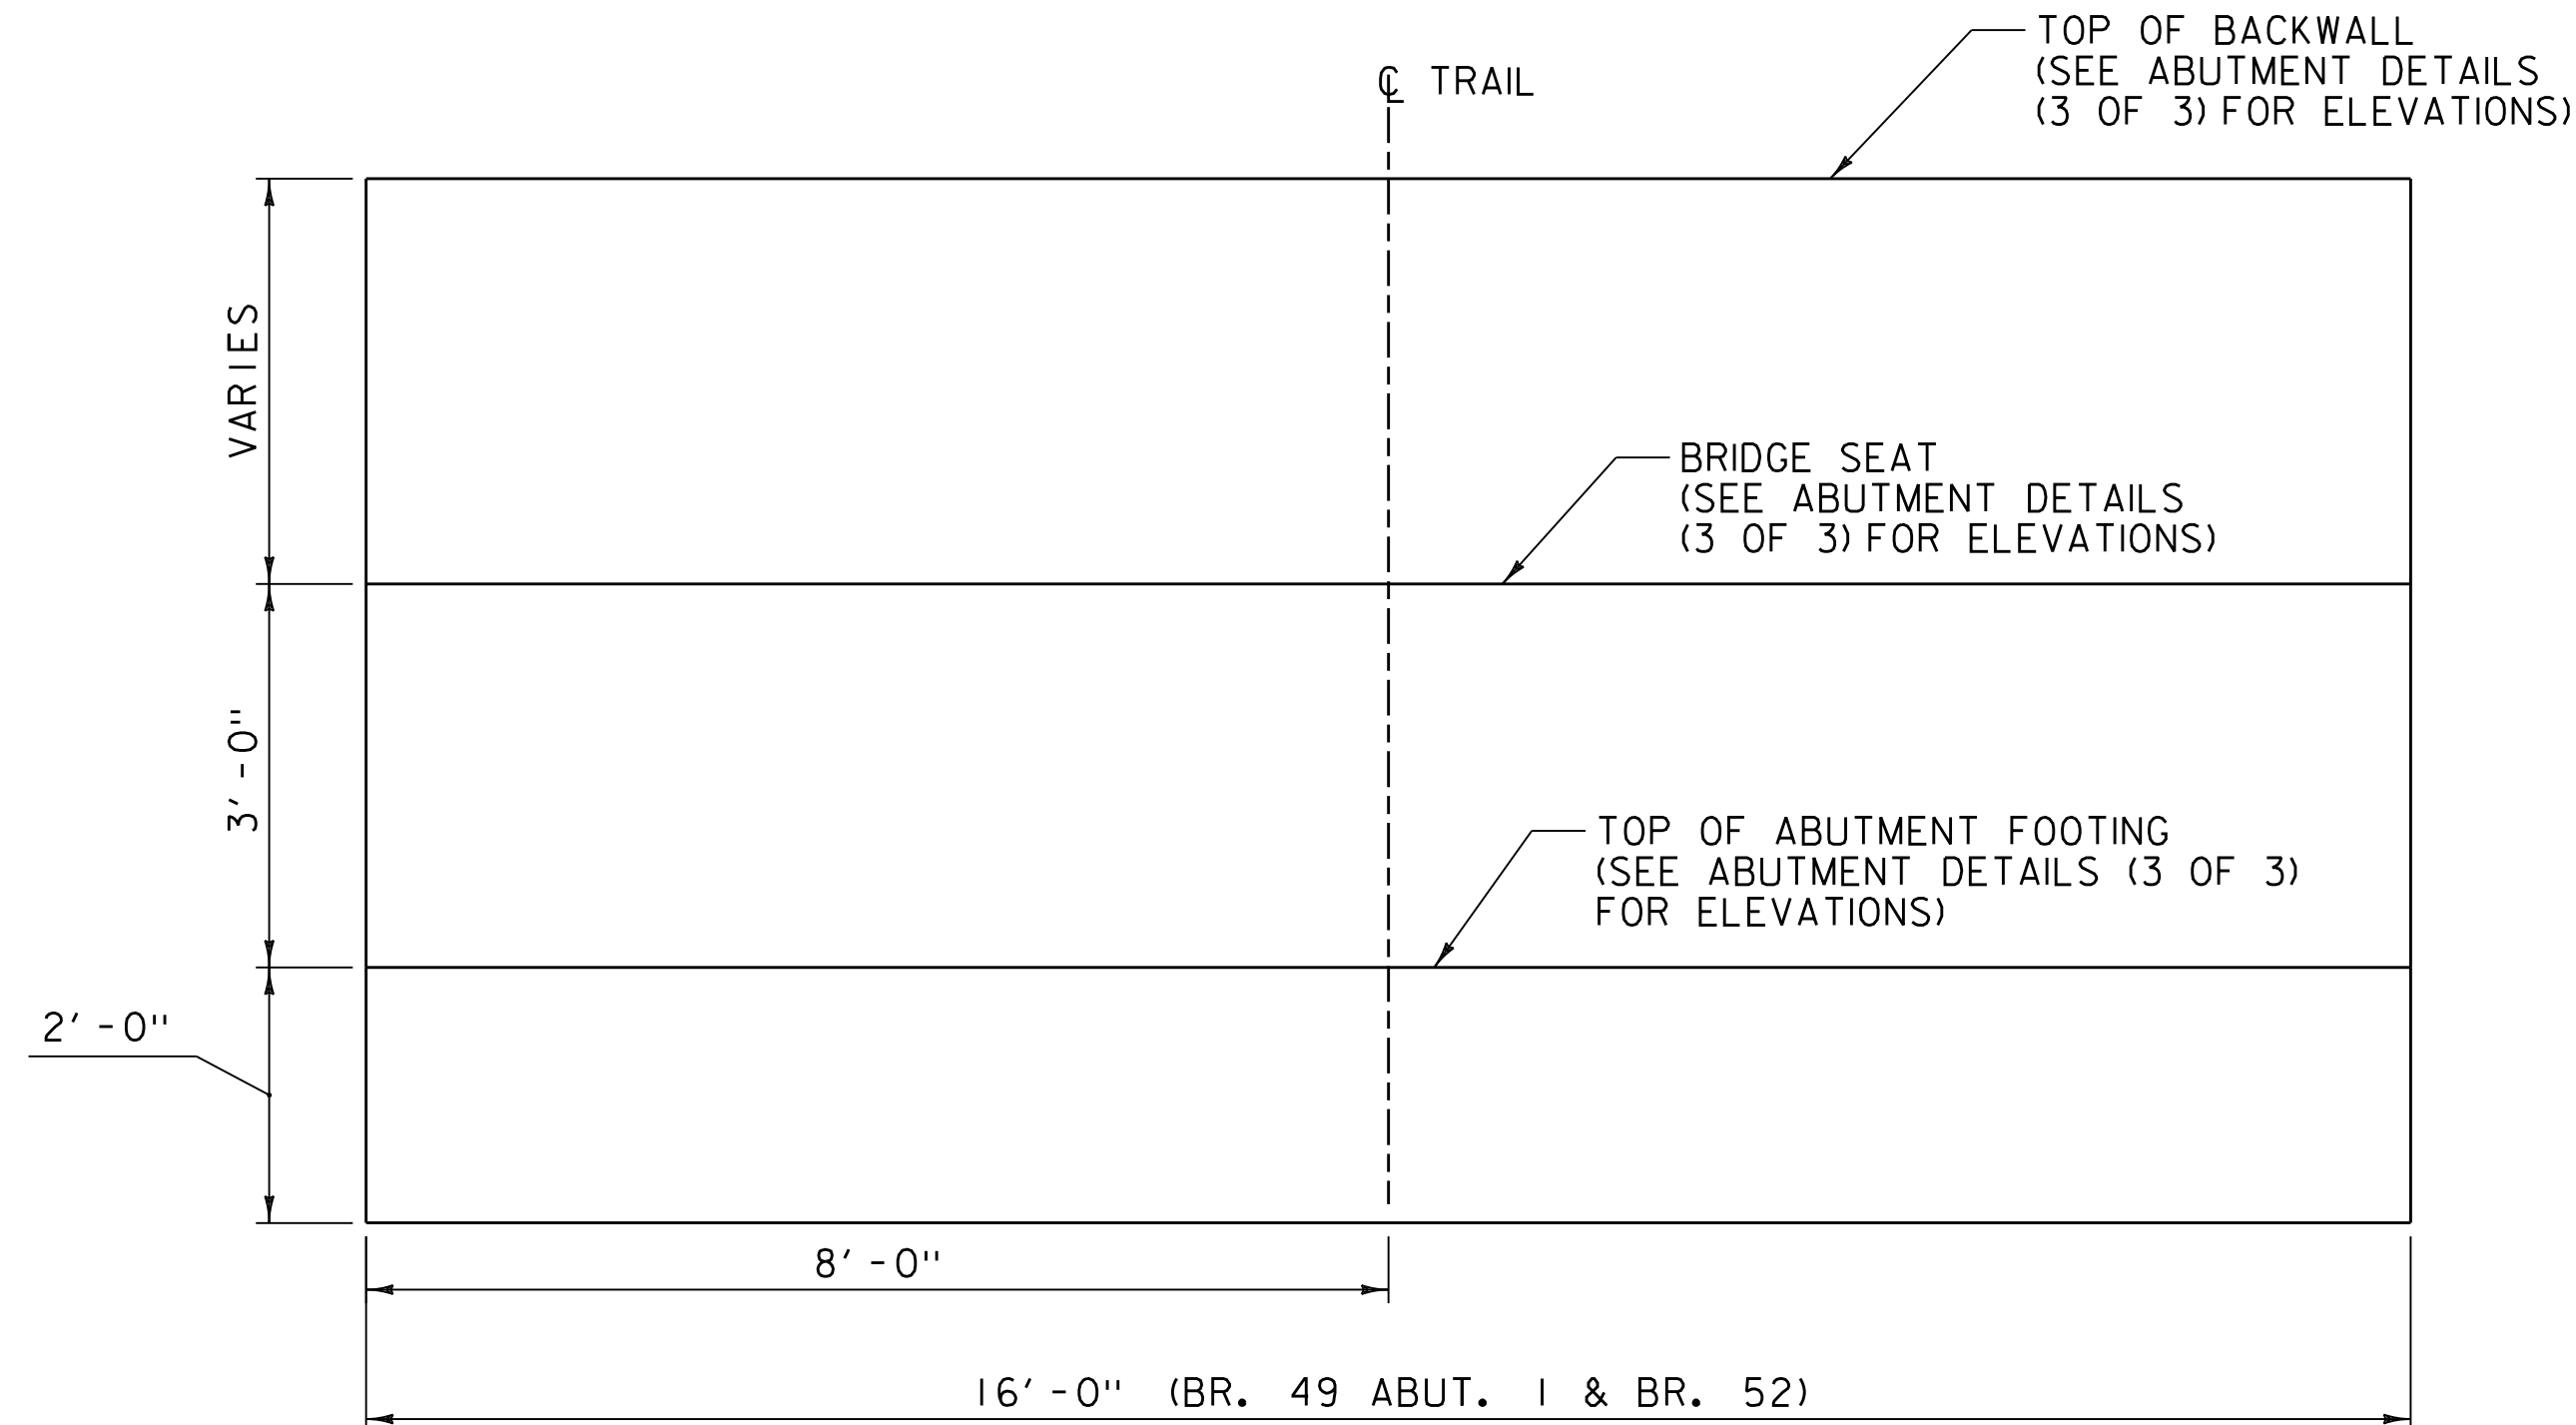 TOP OF BACKWALL
(SEE ABUTMENT DETAILS
(3 OF 3) FOR ELEVATIONS)
℄ TRAIL
VARIES
BRIDGE SEAT
(SEE ABUTMENT DETAILS
(3 OF 3) FOR ELEVATIONS)
3'-0"
TOP OF ABUTMENT FOOTING
(SEE ABUTMENT DETAILS (3 OF 3)
FOR ELEVATIONS)
2'-0"
8'-0"
16'-0" (BR. 49 ABUT. 1 & BR. 52)